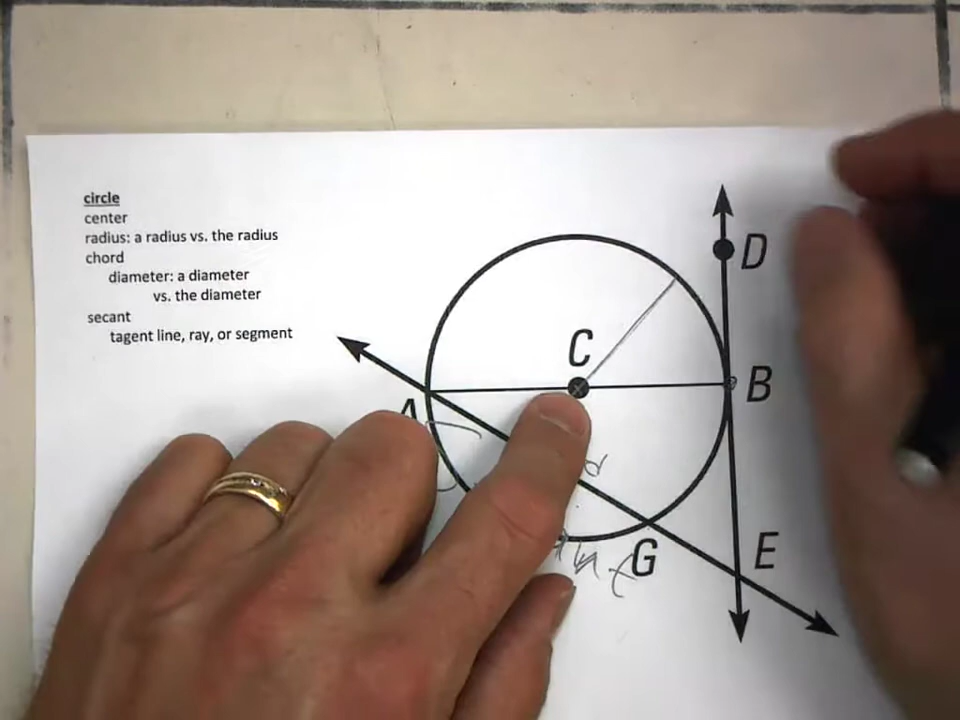 circle
center
radius: a radius vs. the radius
chord
diameter: a diameter
vs. the diameter
secant
tagent line, ray, or segment
D
C
B
A
E
G